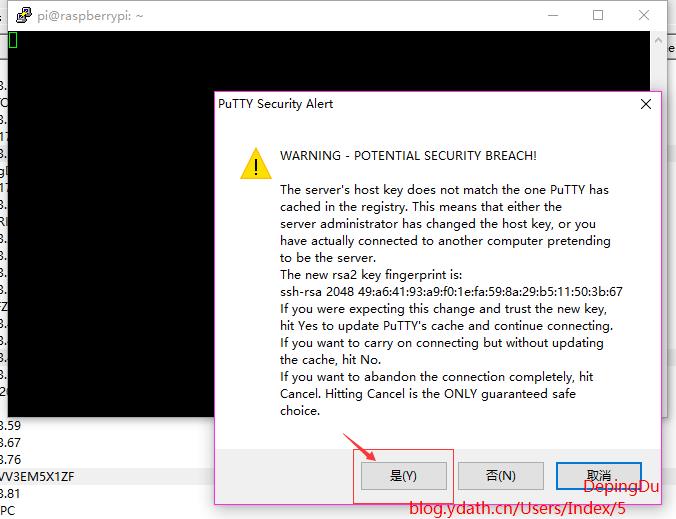 pi@raspberrypi: ~
PuTTY Security Alert
WARNING - POTENTIAL SECURITY BREACH!
The server's host key does not match the one PuTTY has
cached in the registry. This means that either the
server administrator has changed the host key, or you
have actually connected to another computer pretending
to be the server.
The new rsa2 key fingerprint is:
ssh-rsa 2048 49:a6:41:93:a9:f0:1e:fa:59:8a:29:b5:11:50:3b:67
If you were expecting this change and trust the new key,
hit Yes to update PuTTY's cache and continue connecting.
If you want to carry on connecting but without updating
the cache, hit No.
If you want to abandon the connection completely, hit
Cancel. Hitting Cancel is the ONLY guaranteed safe
choice.
是(Y)
否(N)
取消
DepingDu
blog.ydath.cn/Users/Index/5
3.59
3.67
3.76
VV3EM5X1ZF
3.81
PC